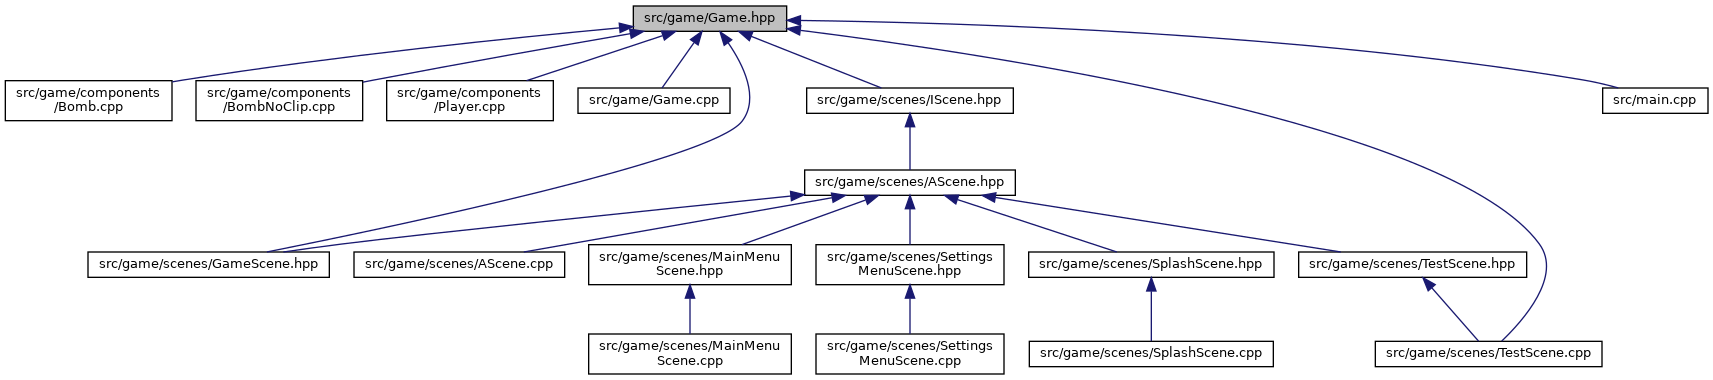 src/game/Game.hpp
src/game/components
/Bomb.cpp
src/game/components
/BombNoClip.cpp
src/game/components
/Player.cpp
src/game/Game.cpp
src/game/scenes/IScene.hpp
src/main.cpp
src/game/scenes/AScene.hpp
src/game/scenes/GameScene.hpp
src/game/scenes/AScene.cpp
src/game/scenes/MainMenu
Scene.hpp
src/game/scenes/Settings
MenuScene.hpp
src/game/scenes/SplashScene.hpp
src/game/scenes/TestScene.hpp
src/game/scenes/MainMenu
Scene.cpp
src/game/scenes/Settings
MenuScene.cpp
src/game/scenes/SplashScene.cpp
src/game/scenes/TestScene.cpp